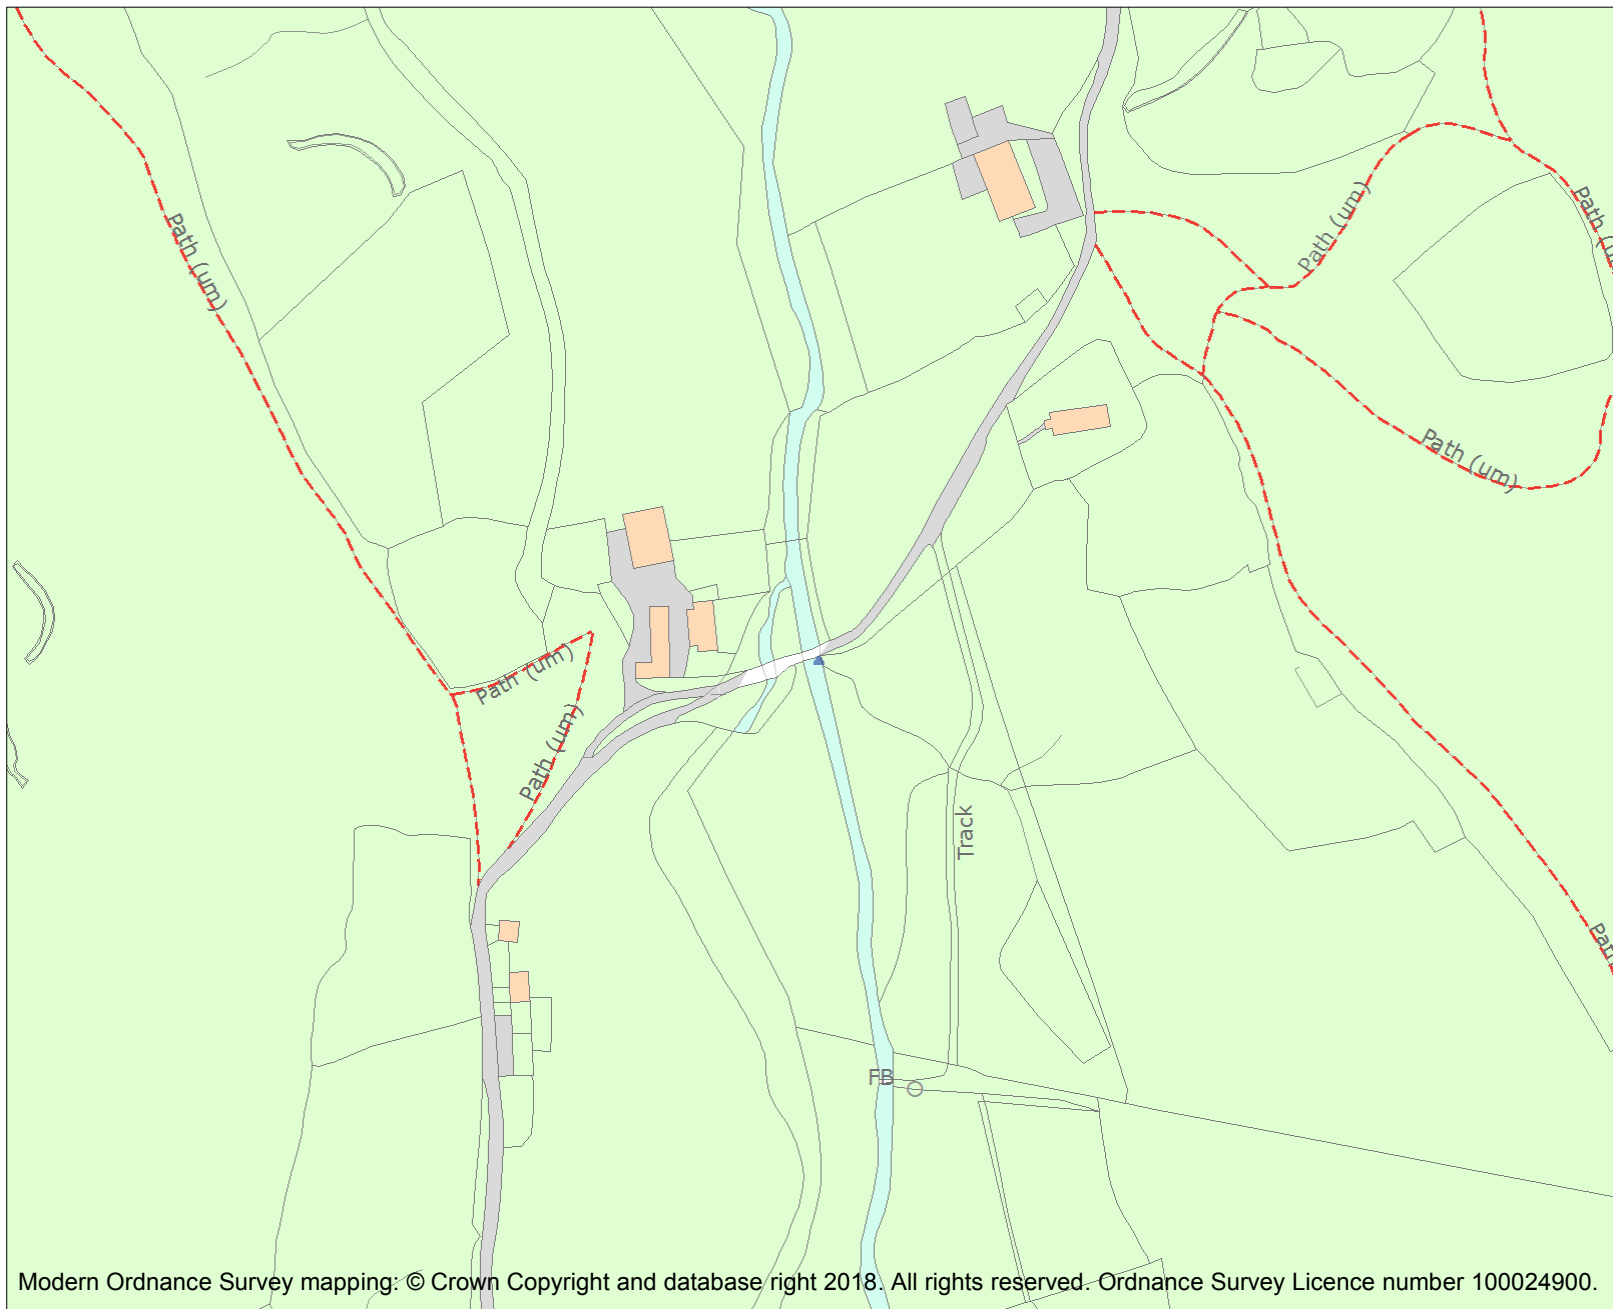 Path (um)
Path (um)
Path (um)
Path (um)
Path (um)
Path (um)
Track
FB
Modern Ordnance Survey mapping: © Crown Copyright and database right 2018. All rights reserved. Ordnance Survey Licence number 100024900.